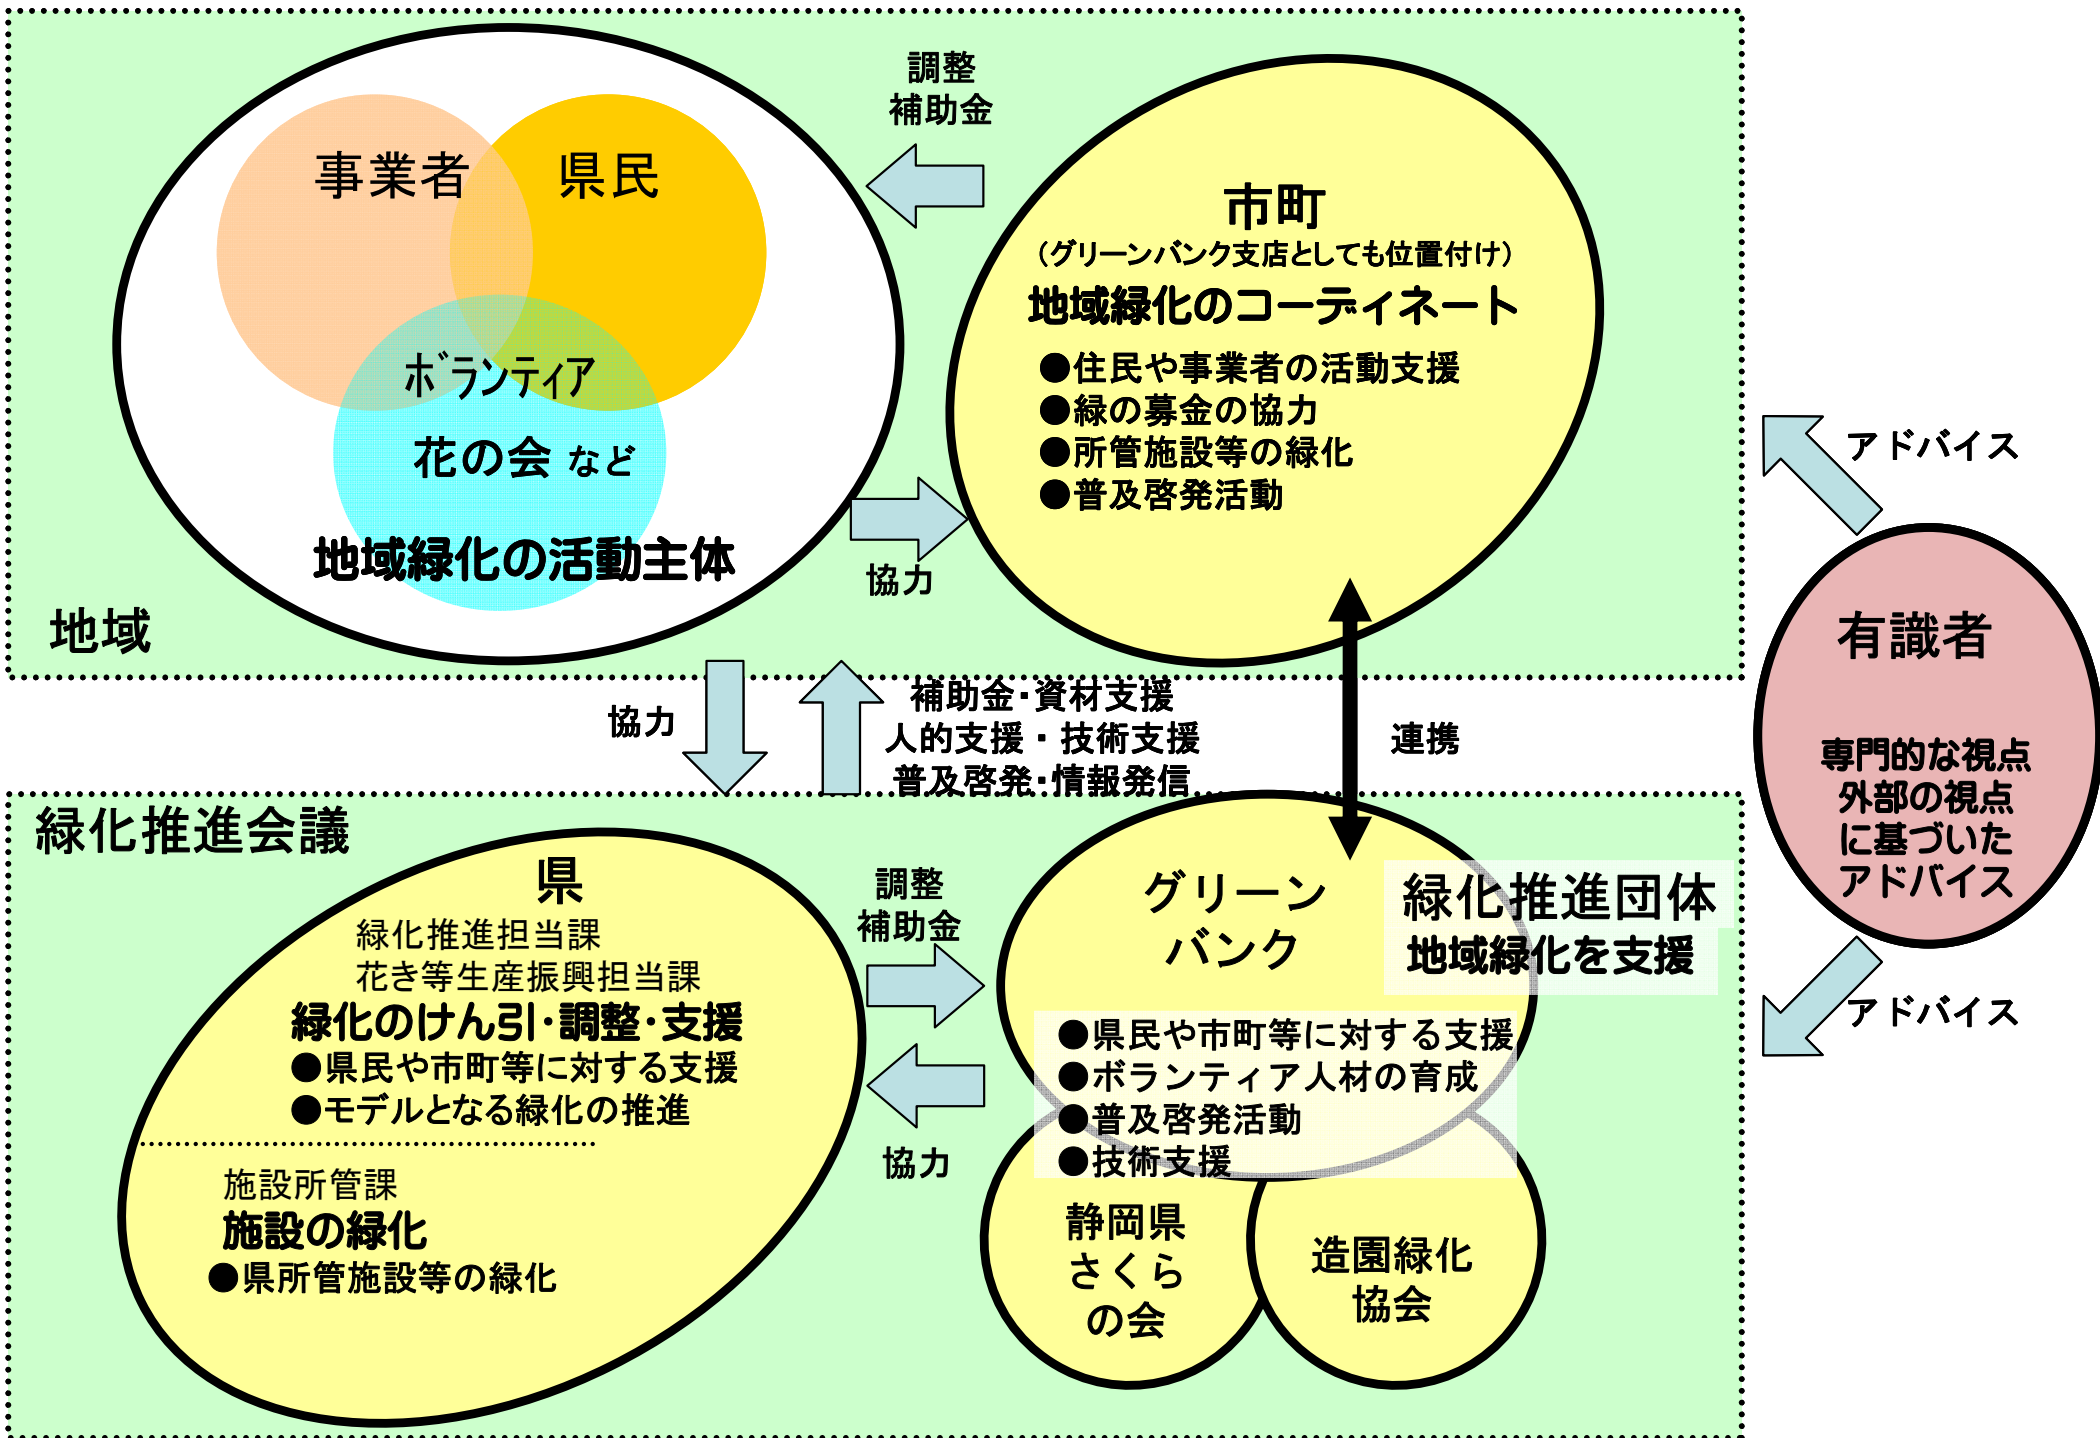 調整
補助金
事業者
県民
ボランティア
花の会 など
地域緑化の活動主体
地域
市町
（グリーンバンク支店としても位置付け）
地域緑化のコーディネート
●住民や事業者の活動支援
●緑の募金の協力
●所管施設等の緑化
●普及啓発活動
協力
アドバイス
有識者
専門的な視点
外部の視点
に基づいた
アドバイス
アドバイス
協力
補助金・資材支援
人的支援・技術支援
普及啓発・情報発信
連携
緑化推進会議
県
緑化推進担当課
花き等生産振興担当課
緑化のけん引・調整・支援
●県民や市町等に対する支援
●モデルとなる緑化の推進
施設所管課
施設の緑化
●県所管施設等の緑化
調整
補助金
協力
グリーン
バンク
緑化推進団体
地域緑化を支援
●県民や市町等に対する支援
●ボランティア人材の育成
●普及啓発活動
●技術支援
静岡県
さくら
の会
造園緑化
協会